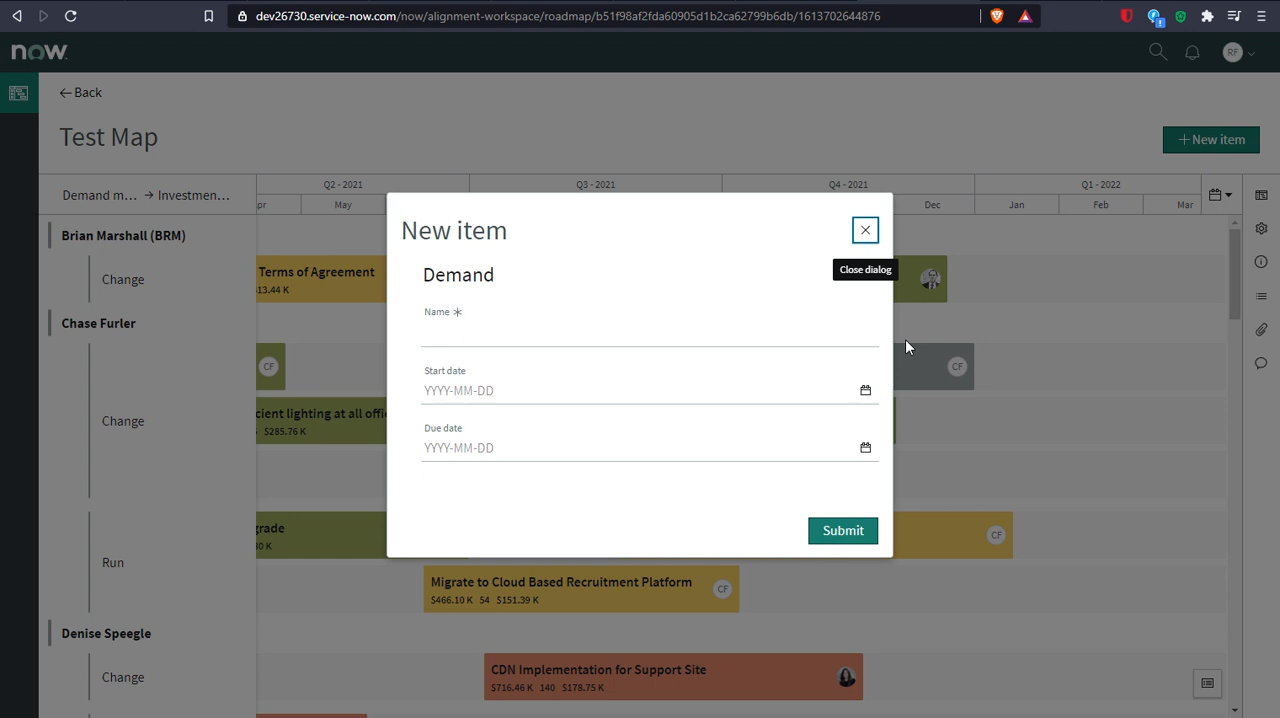 dev26730.service-now.com/now/alignment-workspace/roadmap/b51f98af2fda60905d1b2ca62799b6db/1613702644876
now
RF
← Back
Test Map
+ New item
Demand m... → Investmen...
Q2 - 2021
Q3 - 2021
Q4 - 2021
Q1 - 2022
pr
May
Dec
Jan
Feb
Mar
Brian Marshall (BRM)
Change
Terms of Agreement
13.44 K
Chase Furler
CF
CF
Change
cient lighting at all offi
$285.76 K
Run
grade
30 K
CF
Migrate to Cloud Based Recruitment Platform
$466.10 K 54 $151.39 K
CF
Denise Speegle
Change
CDN Implementation for Support Site
$716.46 K 140 $178.75 K
New item
Close dialog
Demand
Name *
Start date
YYYY-MM-DD
Due date
YYYY-MM-DD
Submit